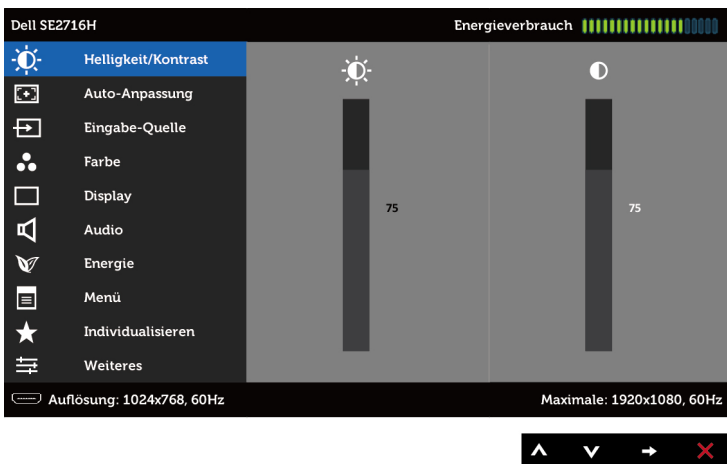 Dell SE2716H
Energieverbrauch
Helligkeit/Kontrast
Auto-Anpassung
Eingabe-Quelle
Farbe
Display
Audio
Energie
Menü
Individualisieren
Weiteres
75
75
Auflösung: 1024x768, 60Hz
Maximale: 1920x1080, 60Hz